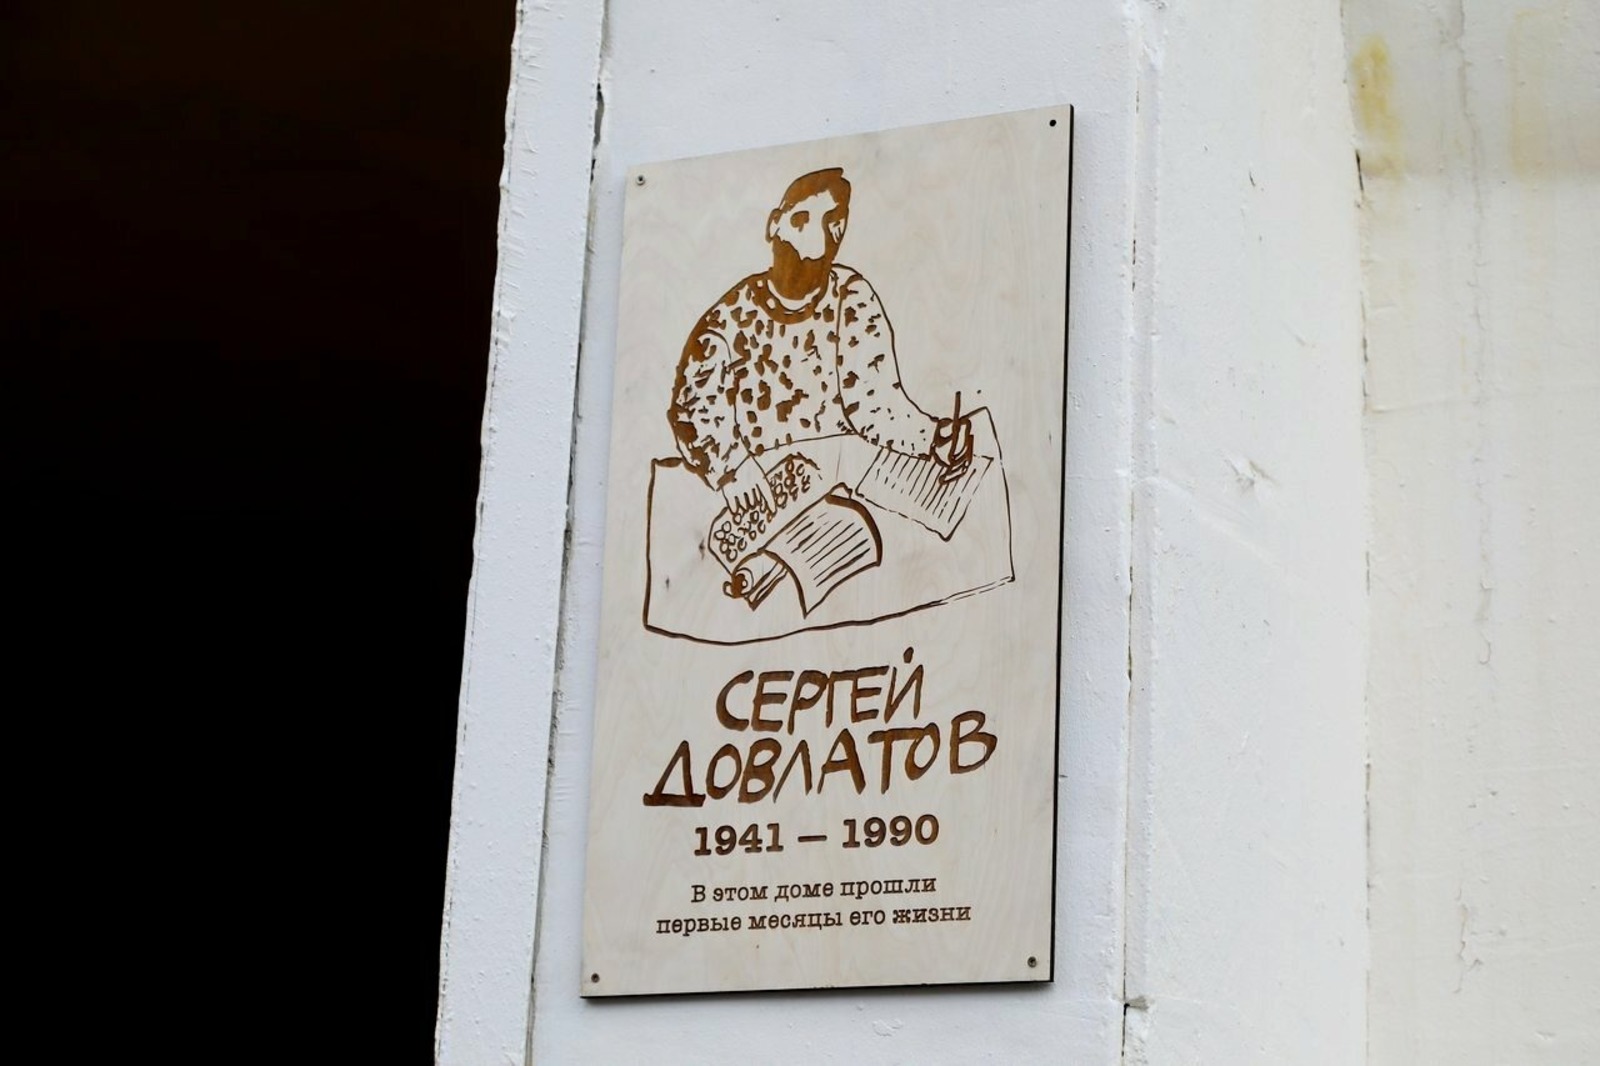 СЕРГЕЙ
ДОВЛАТОВ
1941 – 1990
В этом доме прошли
первые месяцы его жизни